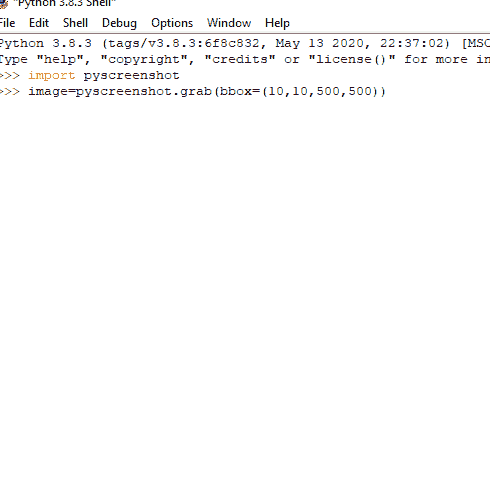 "Python 3.8.3 Shell"
File Edit Shell Debug Options Window Help
Python 3.8.3 (tags/v3.8.3:6f8c832, May 13 2020, 22:37:02) [MSC
Type "help", "copyright", "credits" or "license()" for more in
>>> import pyscreenshot
>>> image=pyscreenshot.grab(bbox=(10,10,500,500))